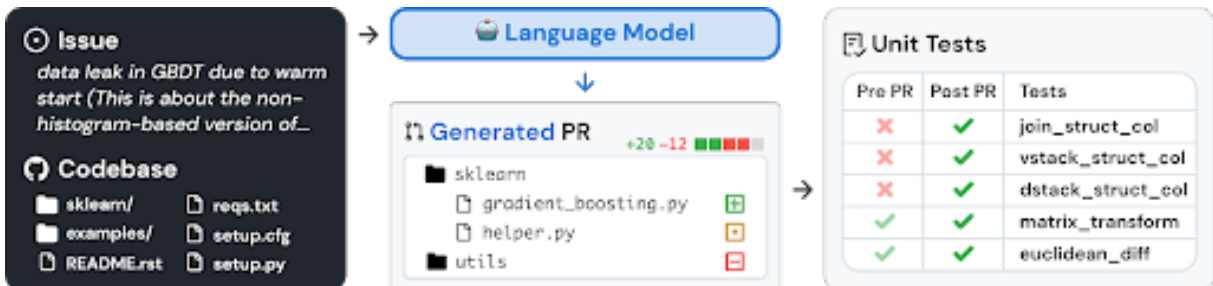 Issue
data leak in GBDT due to warm
start (This is about the non-
histogram-based version of...
Codebase
sklearn/
reqs.txt
examples/
setup.cfg
README.rst
setup.py
Language Model
Generated PR
+20 -12
sklearn
gradient_boosting.py
helper.py
utils
Unit Tests
Pre PR Post PR Tests
join_struct_col
vstack_struct_col
dstack_struct_col
matrix_transform
euclidean_diff